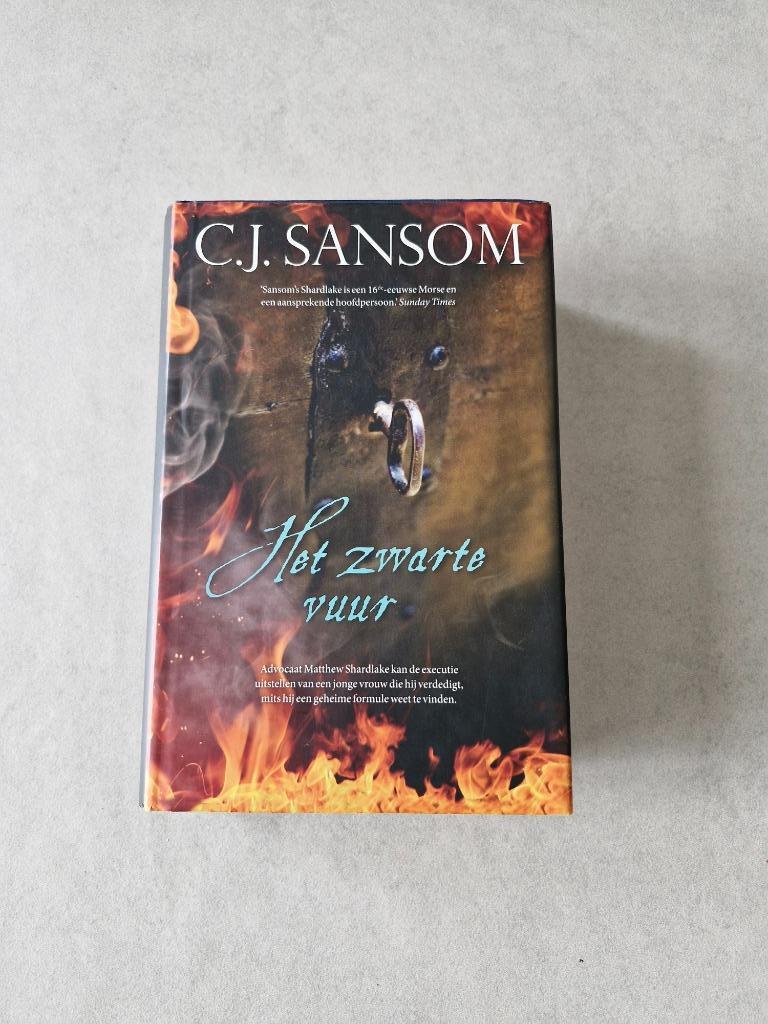 C.J. SANSOM
'Sansom's Shardlake is een 16de-eeuwse Morse en
een aansprekende hoofdpersoon.' Sunday Times
Het zwarte
vuur
Advocaat Matthew Shardlake kan de executie
uitstellen van een jonge vrouw die hij verdedigt,
mits hij een geheime formule weet te vinden.